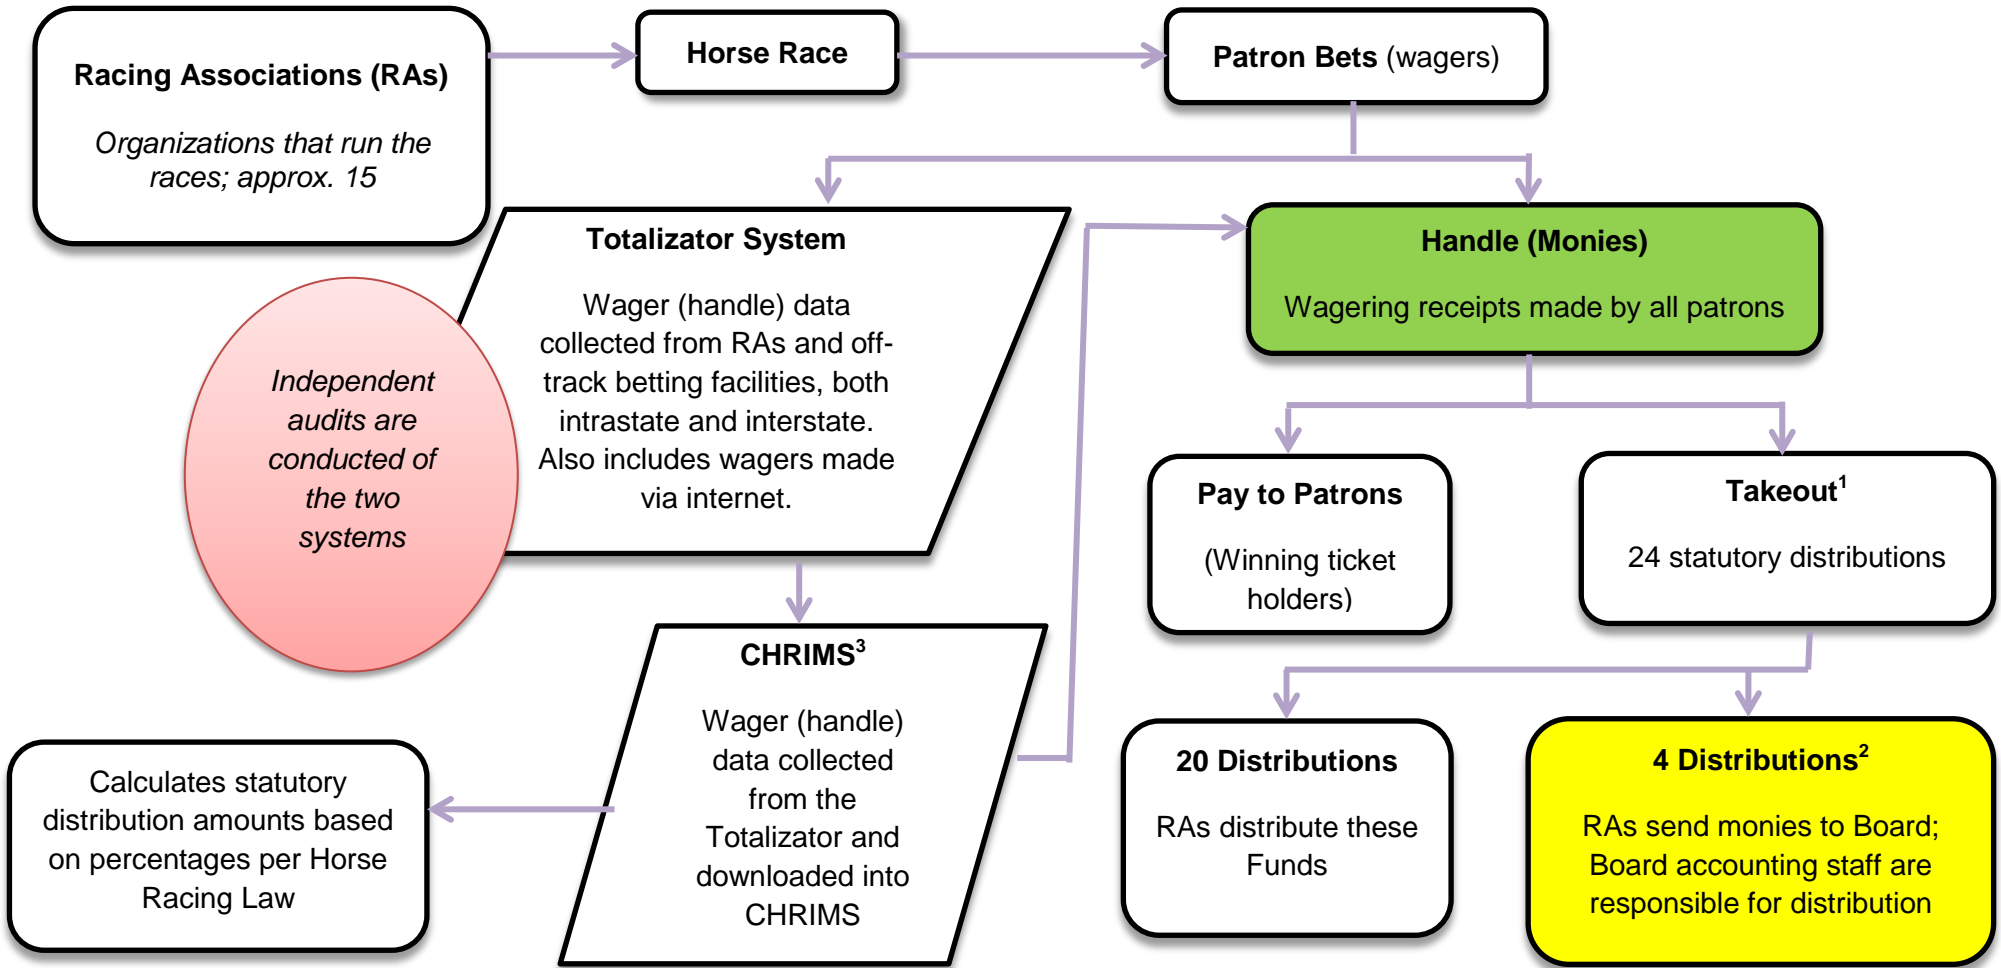 Racing Associations (RAs)
Organizations that run the
races; approx. 15
Horse Race
Patron Bets (wagers)
Totalizator System
Wager (handle) data
collected from RAs and off-
track betting facilities, both
intrastate and interstate.
Also includes wagers made
via internet.
Handle (Monies)
Wagering receipts made by all patrons
Independent
audits are
conducted of
the two
systems
Pay to Patrons
(Winning ticket
holders)
Takeout¹
24 statutory distributions
CHRIMS³
Wager (handle)
data collected
from the
Totalizator and
downloaded into
CHRIMS
Calculates statutory
distribution amounts based
on percentages per Horse
Racing Law
20 Distributions
RAs distribute these
Funds
4 Distributions²
RAs send monies to Board;
Board accounting staff are
responsible for distribution